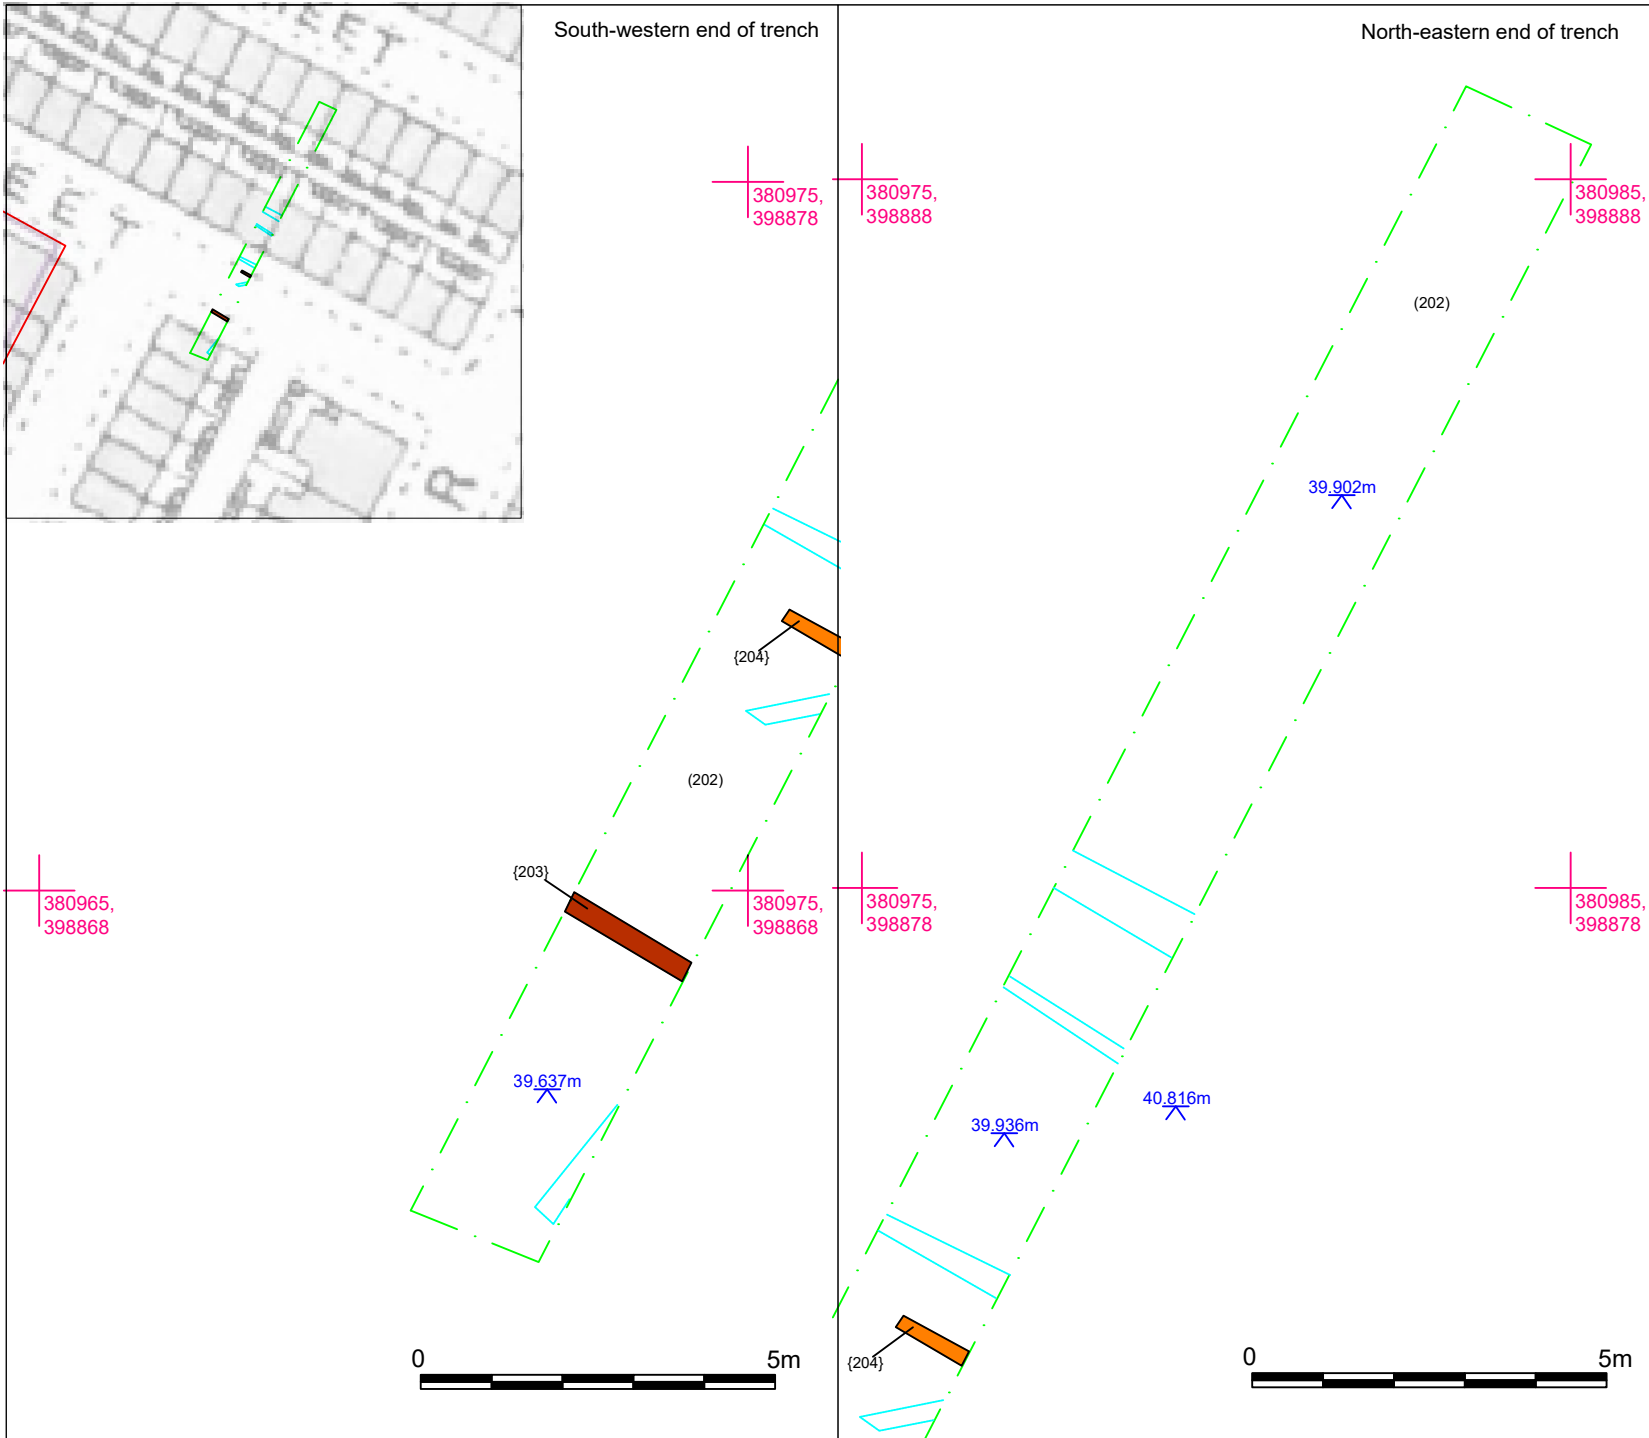 South-western end of trench
North-eastern end of trench
E E T
E E T
R
380975,
398878
380975,
398888
380985,
398888
(202)
39.902m
{204}
(202)
{203}
380965,
398868
380975,
398868
380975,
398878
380985,
398878
39.637m
40.816m
39.936m
{204}
0 5m
0 5m